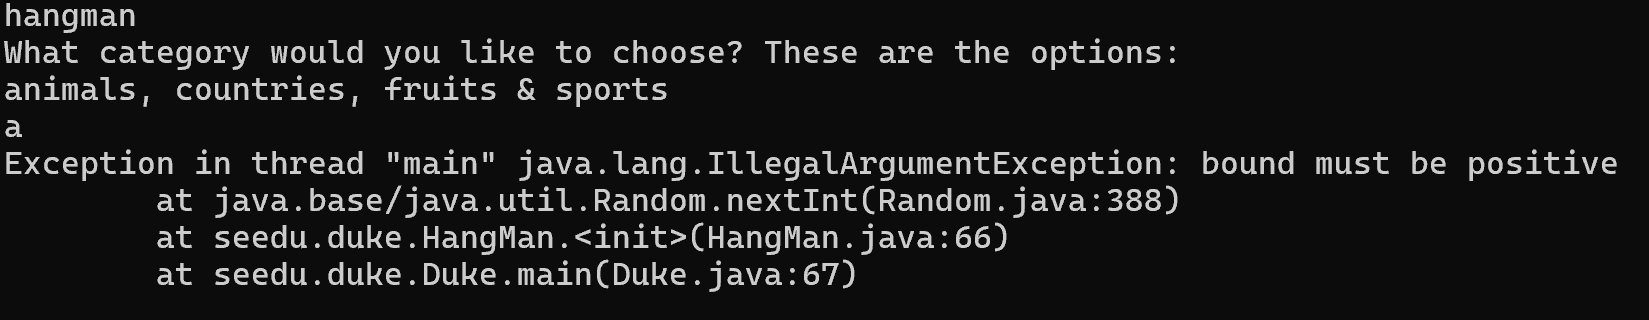 hangman
What category would you like to choose? These are the options:
animals, countries, fruits & sports
a
Exception in thread "main" java.lang.IllegalArgumentException: bound must be positive
        at java.base/java.util.Random.nextInt(Random.java:388)
        at seedu.duke.HangMan.<init>(HangMan.java:66)
        at seedu.duke.Duke.main(Duke.java:67)